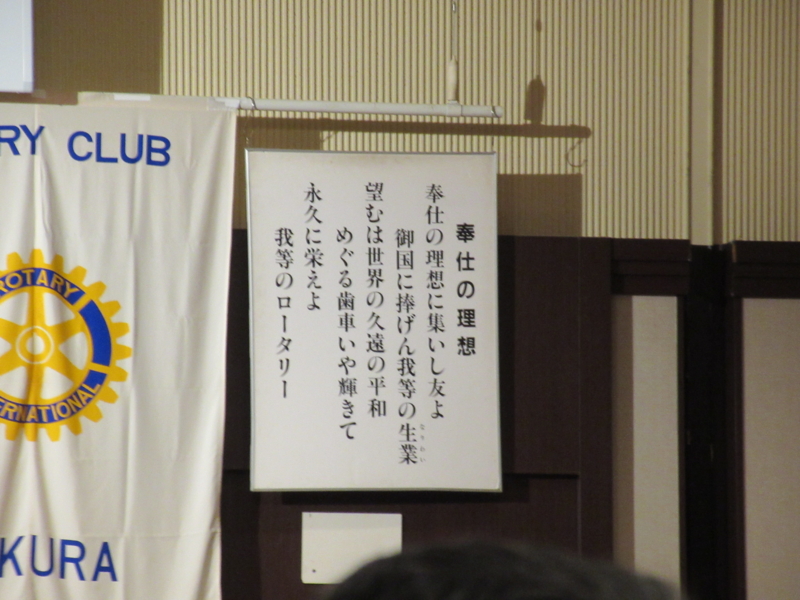 RY CLUB
ROTARY
INTERNATIONAL
KURA
奉仕の理想
奉仕の理想に集いし友よ
御国に捧げん我等の生業
なりわい
望むは世界の久遠の平和
めぐる歯車いや輝きて
永久に栄えよ
我等のロータリー